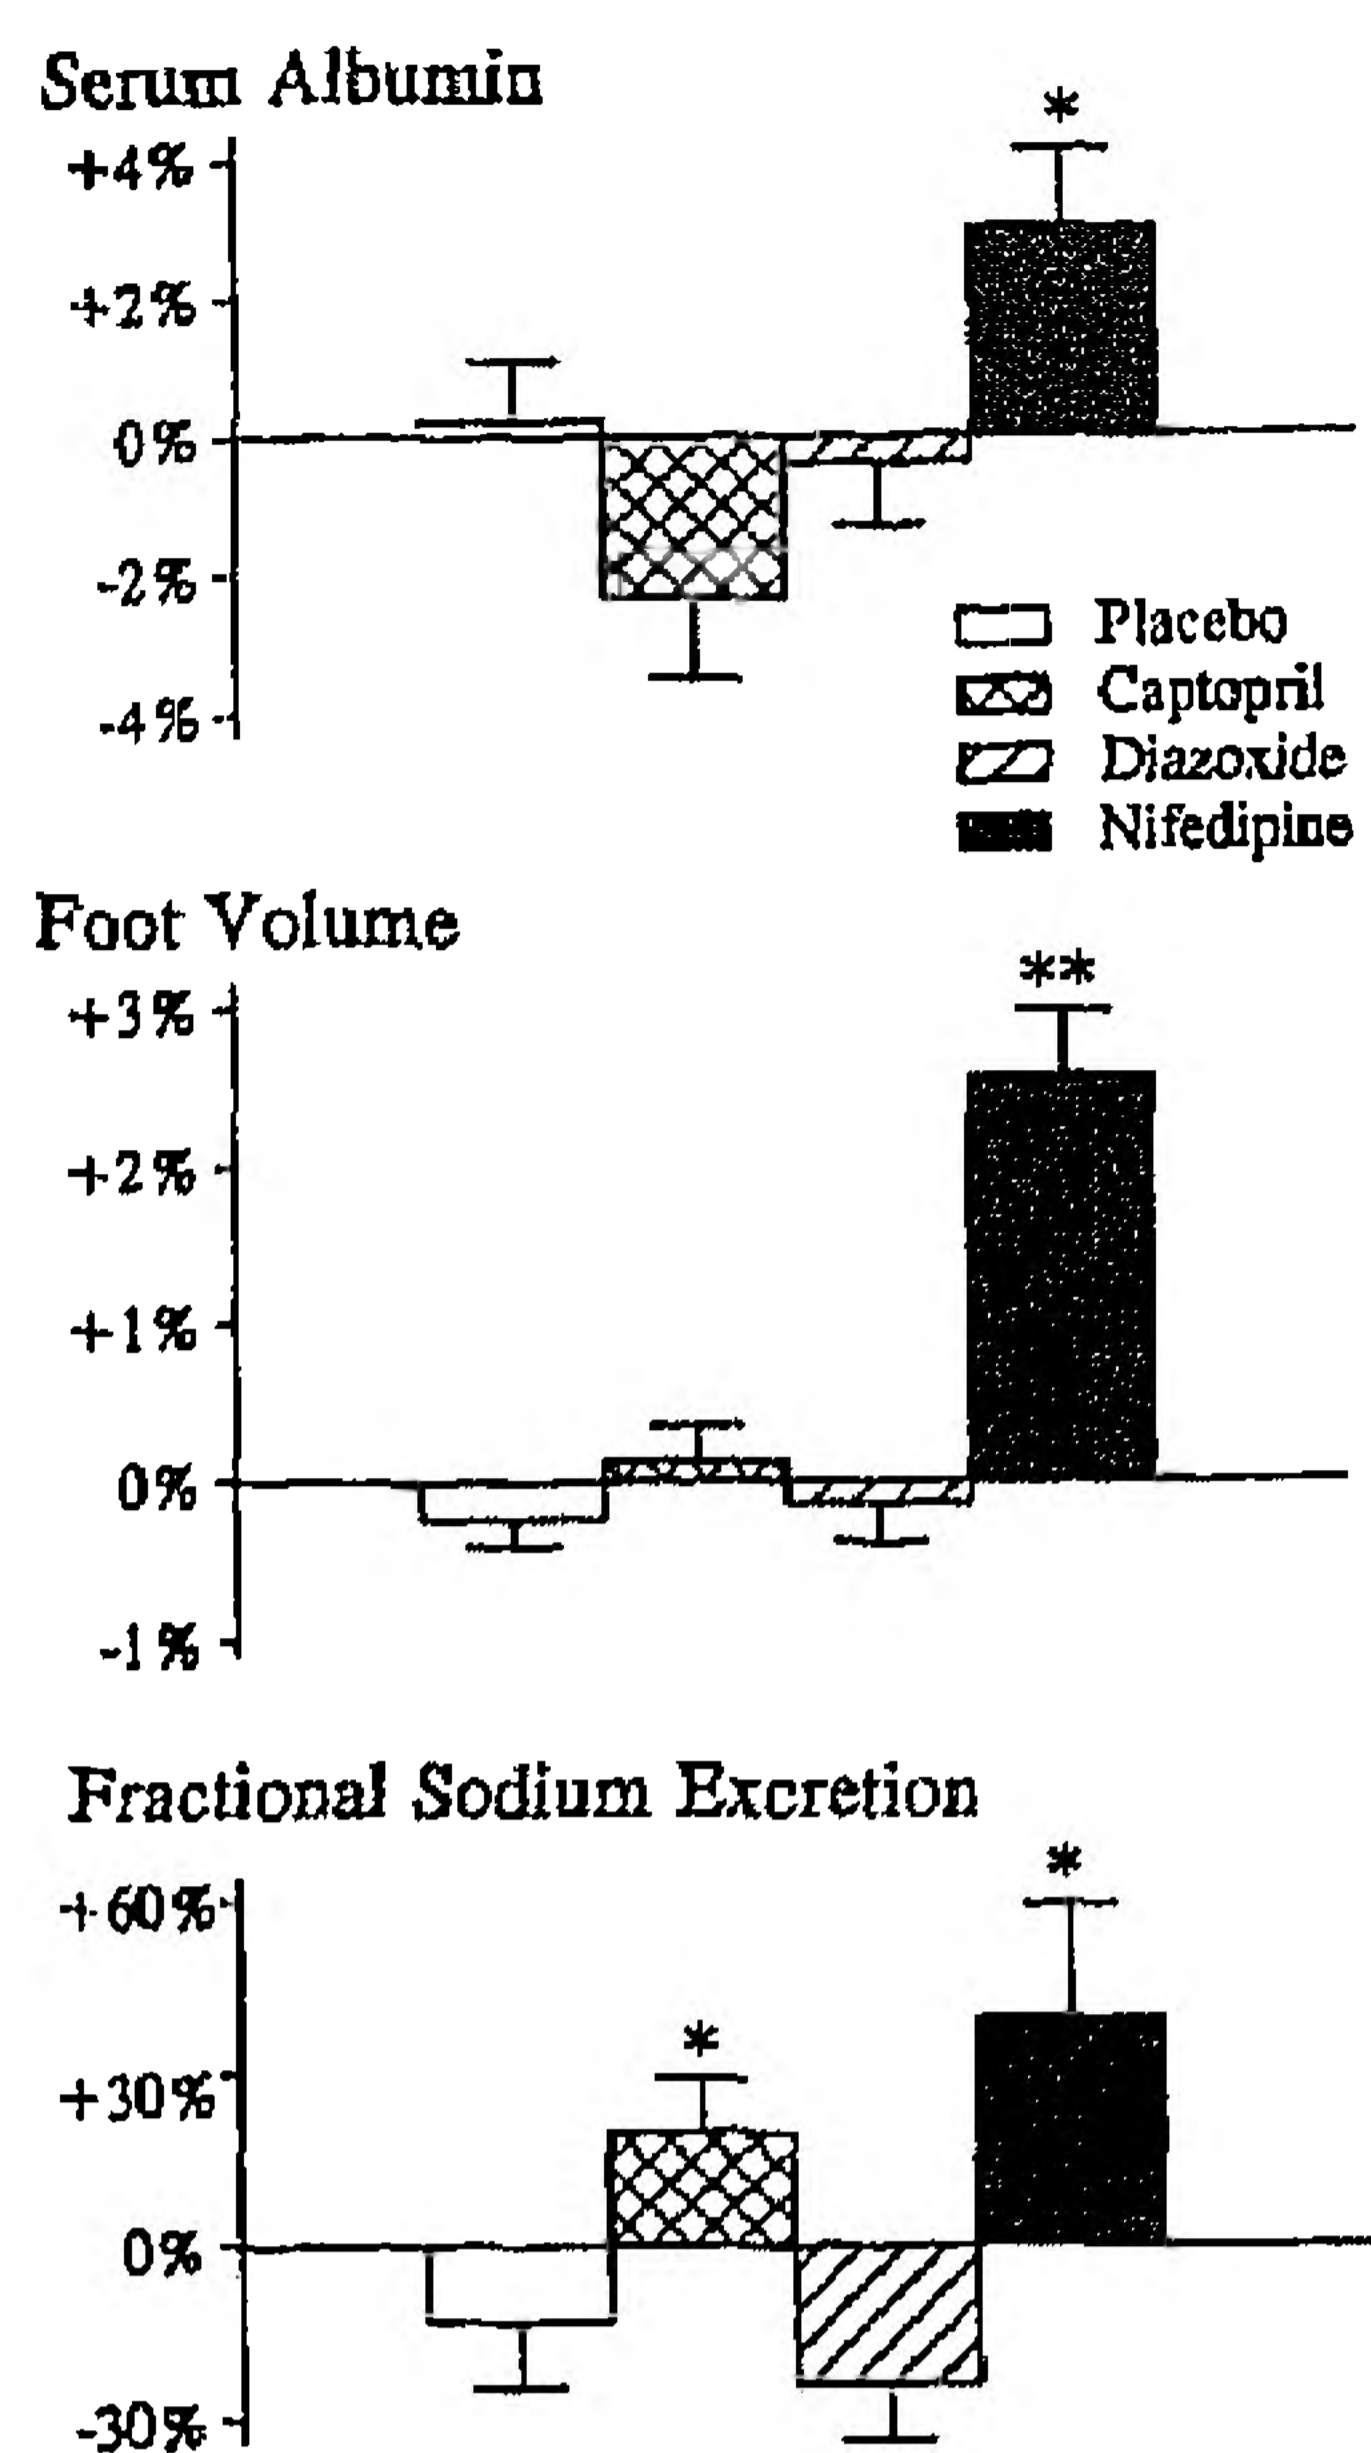 Serum Albumin
*
+4%
+2%
0%
-2%
-4%
Placebo
Captopril
Diazoxide
Nifedipine
Foot Volume
**
+3%
+2%
+1%
0%
-1%
Fractional Sodium Excretion
*
+60%
*
+30%
0%
-30%